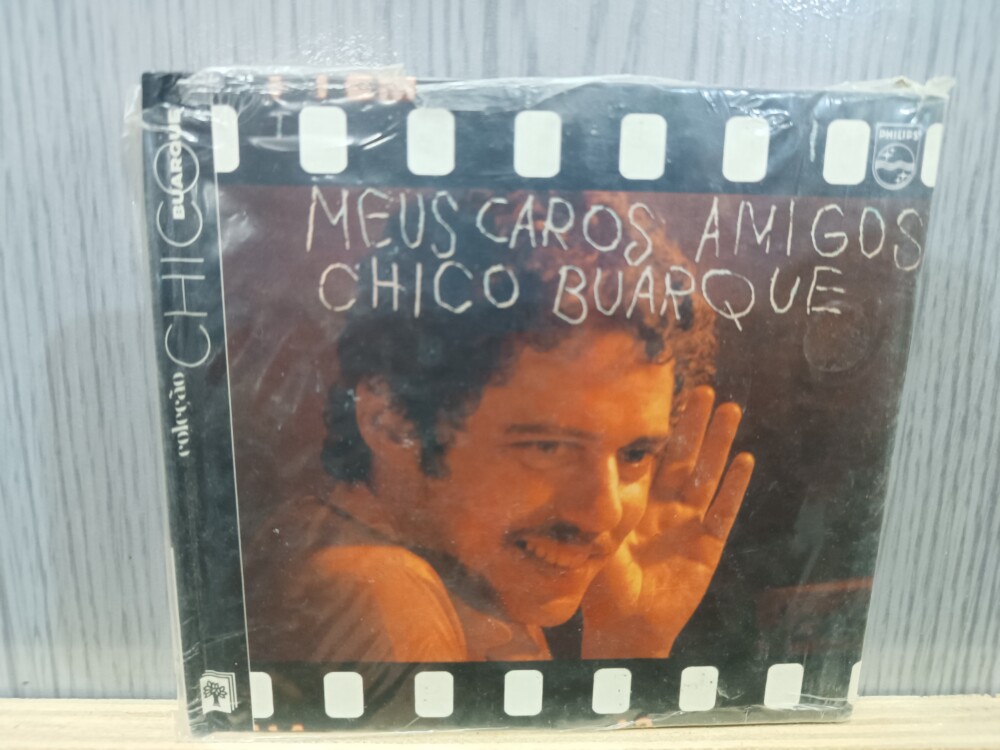 MEUS CAROS AMIGOS
CHICO BUARQUE
PHILIPS
coleção CHICO BUARQUE